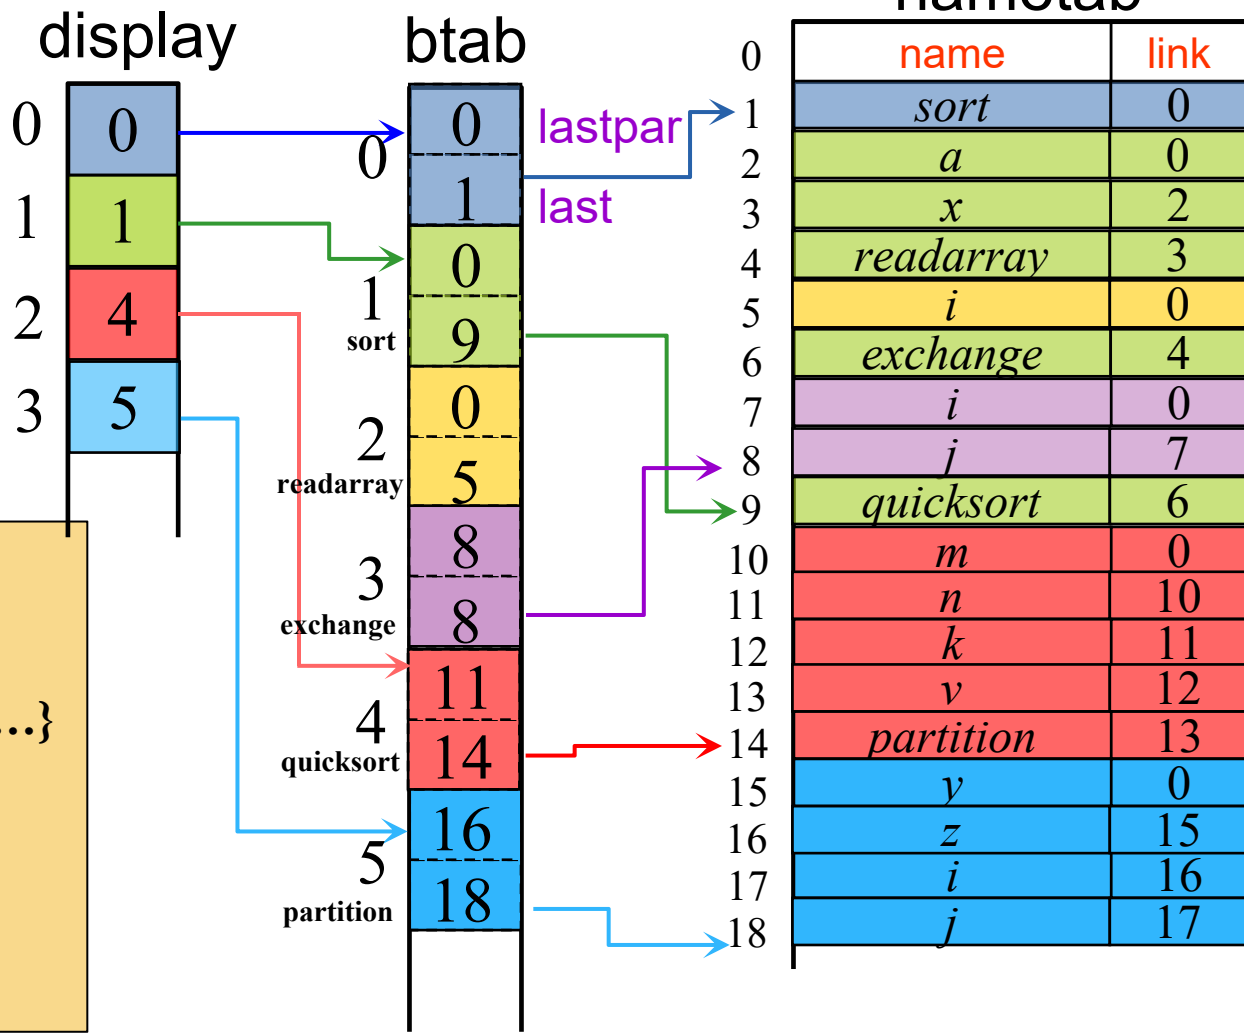 display
btab
nametab
0
1
2
3
0
1
4
5
0
1
sort
2
readarray
3
exchange
4
quicksort
5
partition
0
1
0
9
0
5
8
8
11
14
16
18
lastpar
last
name link
0
1 sort 0
2 a 0
3 x 2
4 readarray 3
5 i 0
6 exchange 4
7 i 0
8 j 7
9 quicksort 6
10 m 0
11 n 10
12 k 11
13 v 12
14 partition 13
15 y 0
16 z 15
17 i 16
18 j 17
...}